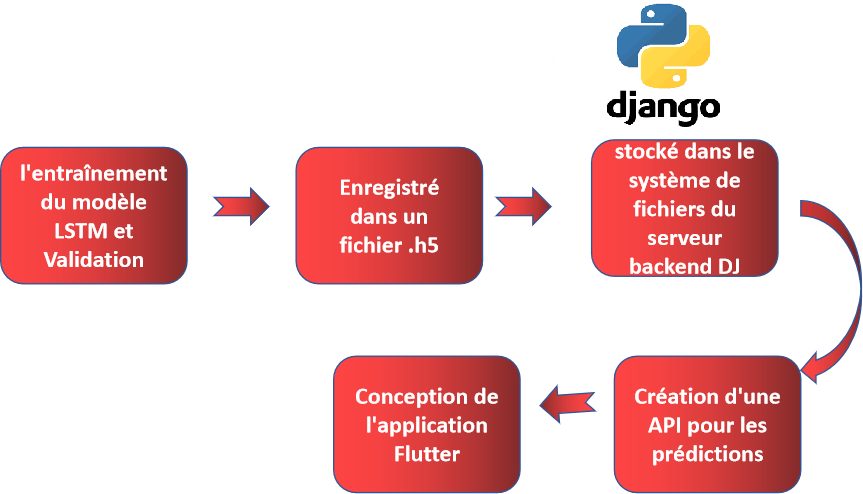 django
l'entraînement
du modèle
LSTM et
Validation
Enregistré
dans un
fichier .h5
stocké dans le
système de
fichiers du
serveur
backend DJ
Création d'une
API pour les
prédictions
Conception de
l'application
Flutter